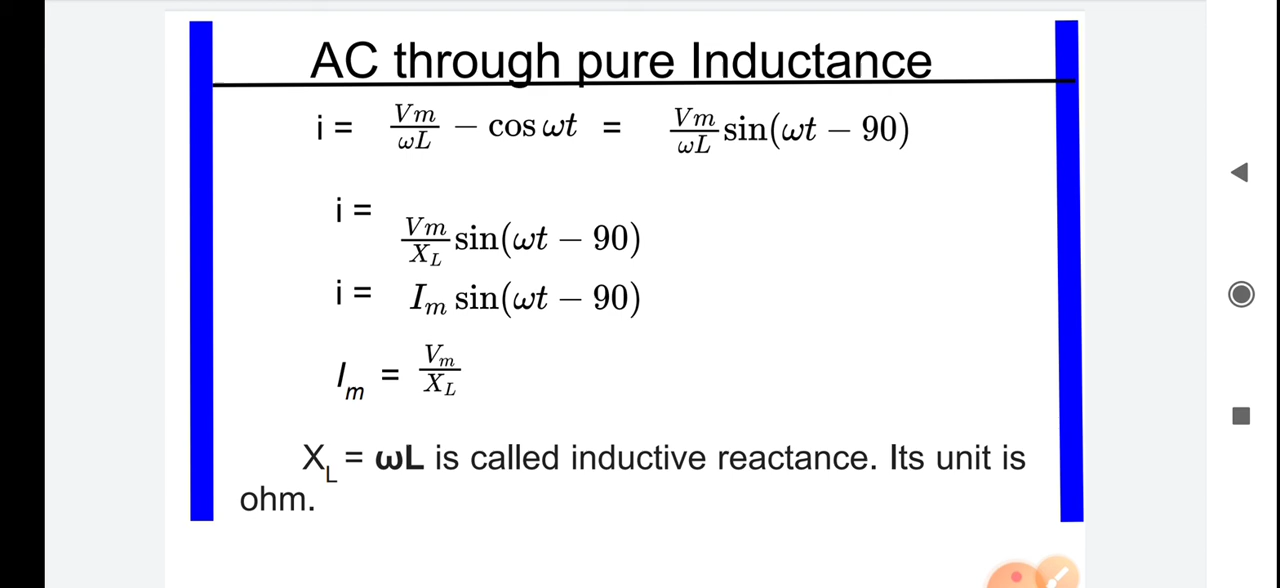 AC through pure Inductance
i = Vm/ωL − cos ωt = Vm/ωL sin(ωt − 90)
i =
Vm/X_L sin(ωt − 90)
i = I_m sin(ωt − 90)
I_m = V_m/X_L
X_L = ωL is called inductive reactance. Its unit is
ohm.